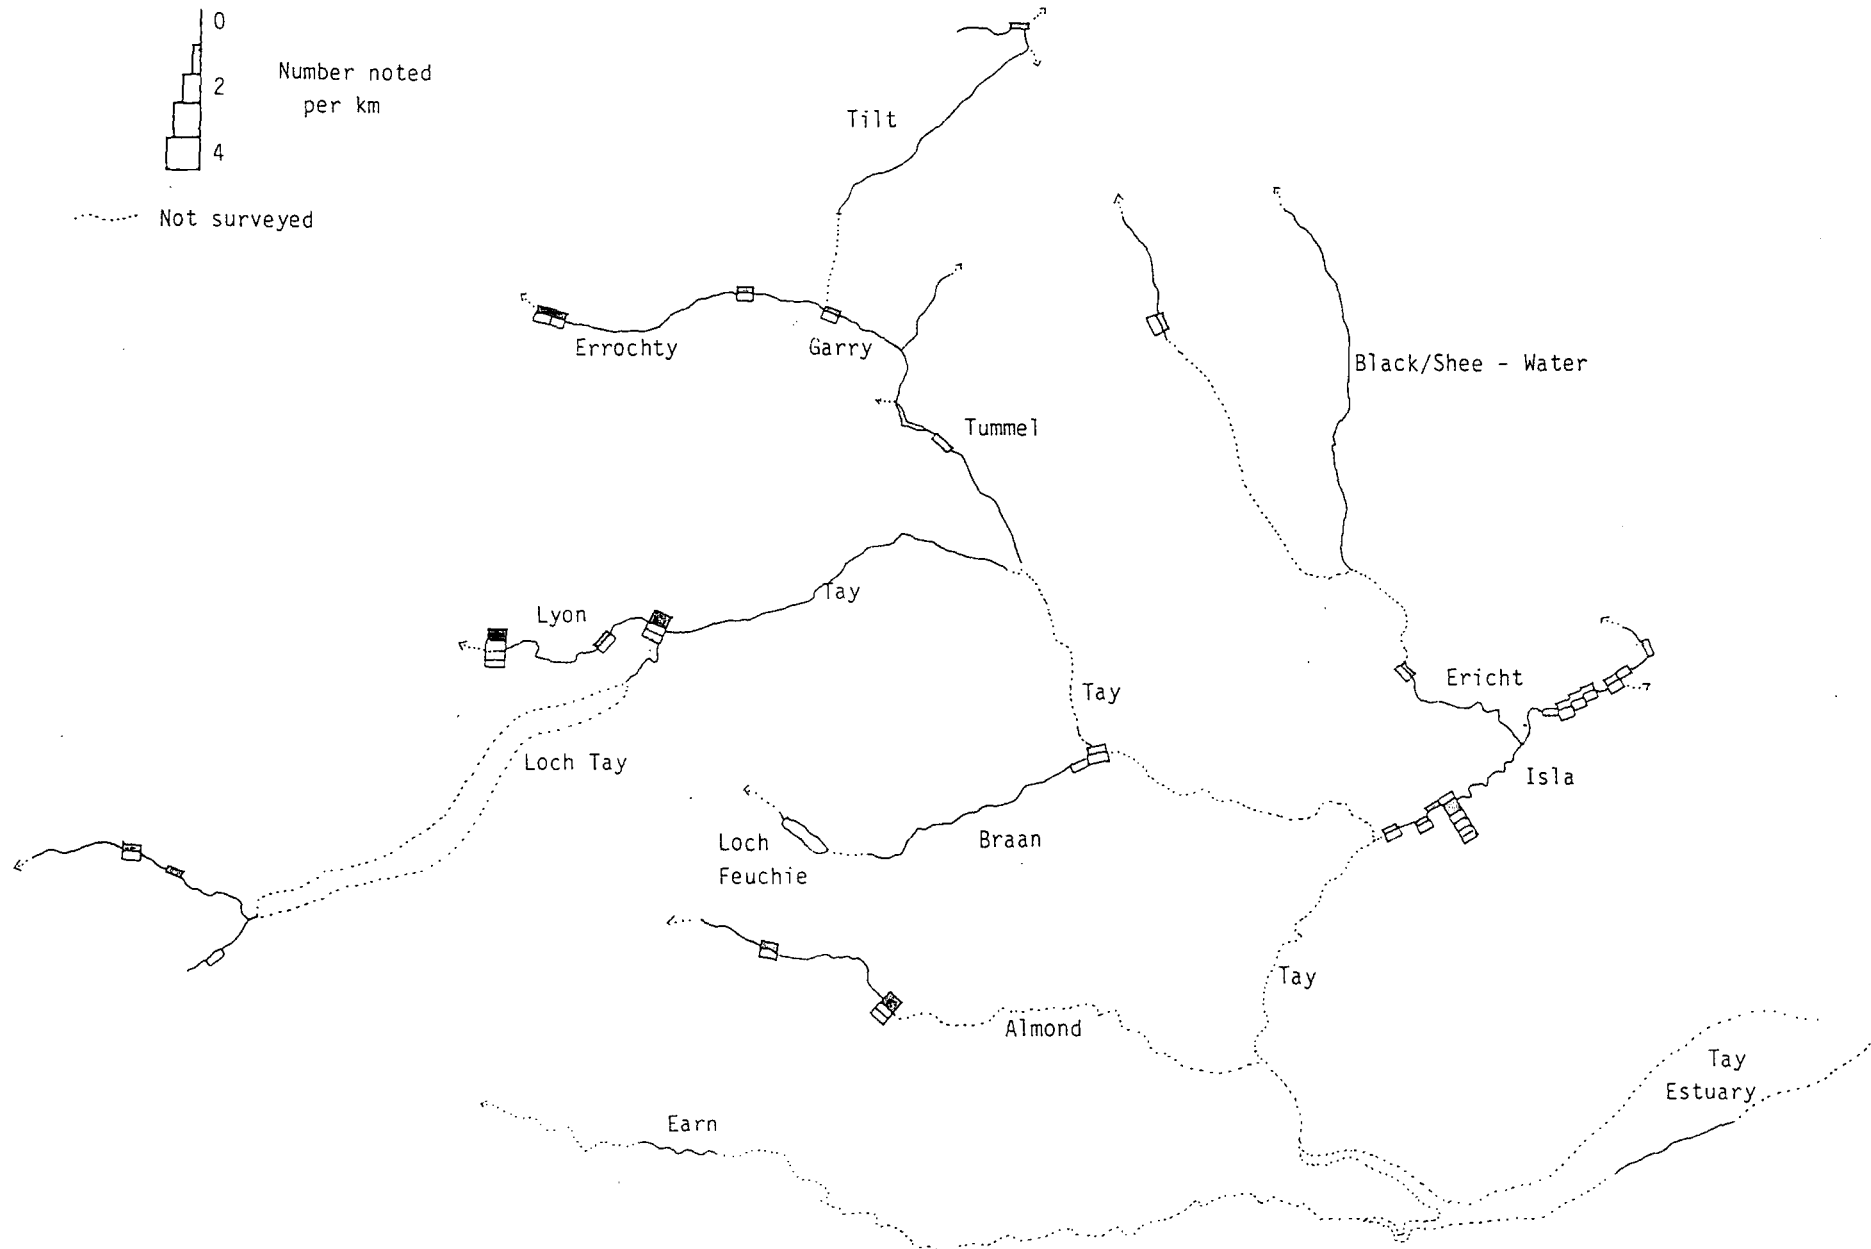 0
2
4
Number noted
per km
Not surveyed
Tilt
Errochty
Garry
Black/Shee - Water
Tummel
Lyon
Tay
Tay
Ericht
Loch Tay
Isla
Loch
Feuchie
Braan
Tay
Almond
Tay
Estuary
Earn